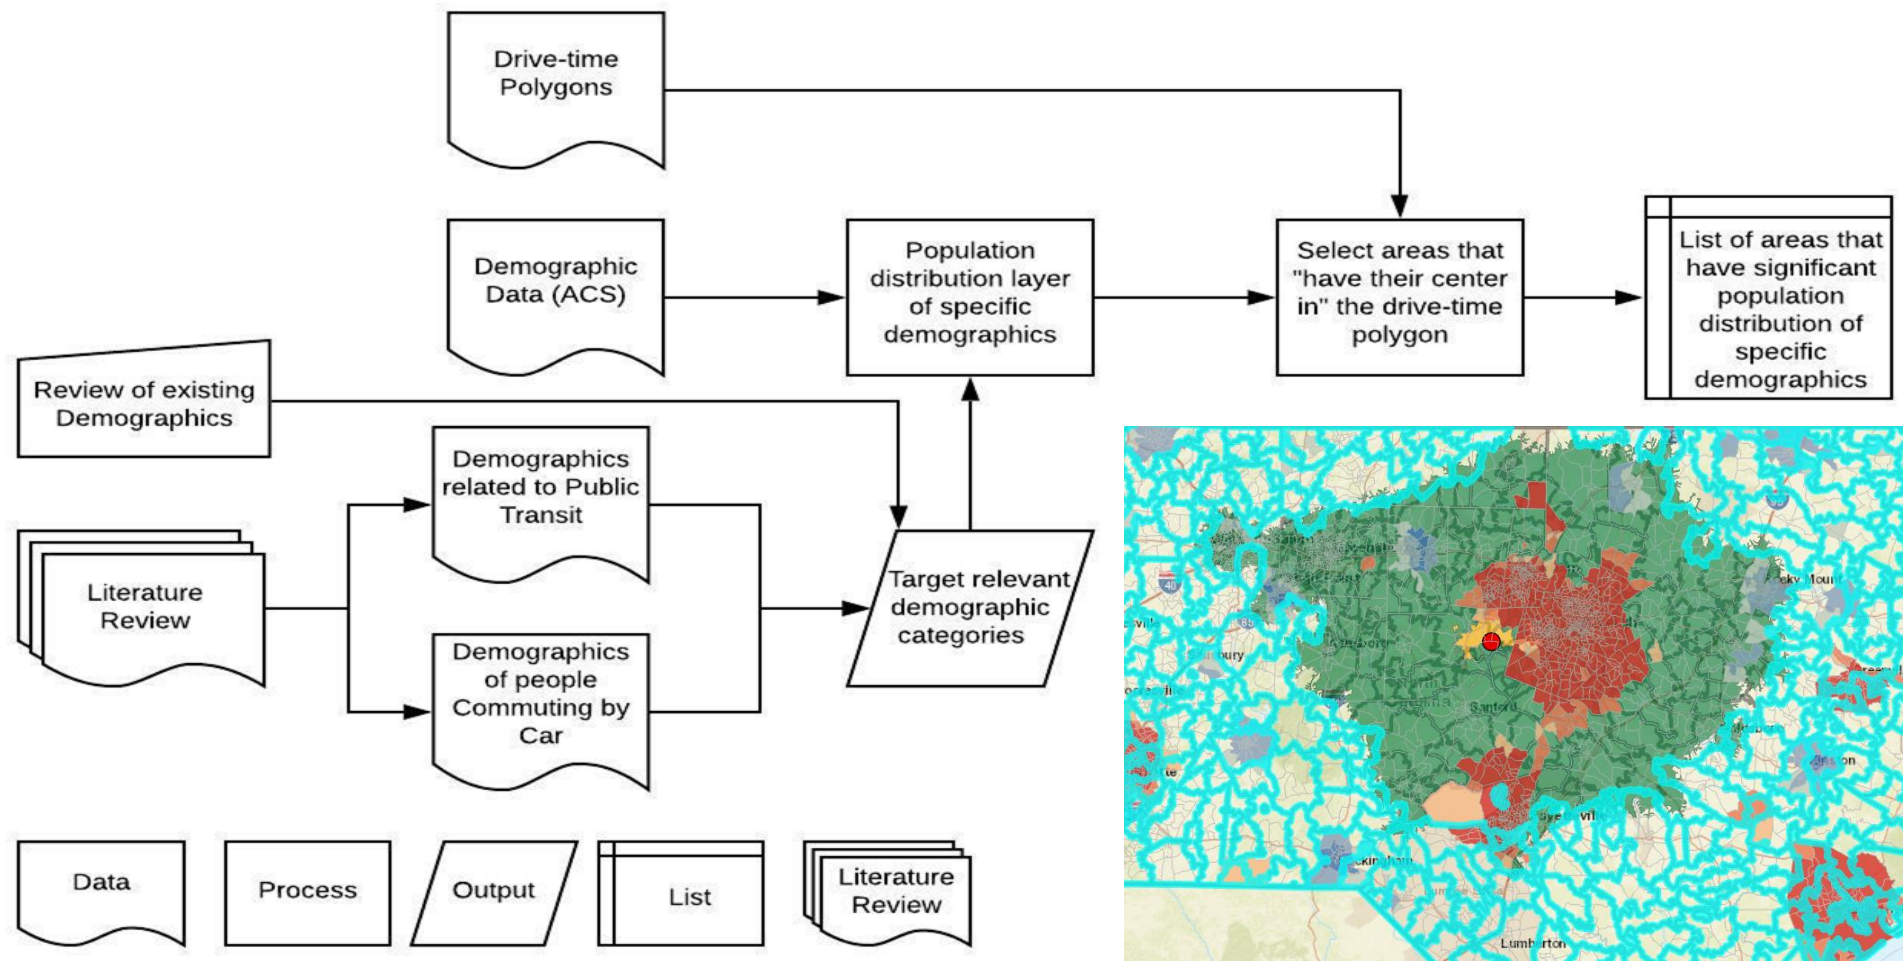 Drive-time
Polygons
Demographic
Data (ACS)
Population
distribution layer
of specific
demographics
Select areas that
"have their center
in" the drive-time
polygon
List of areas that
have significant
population
distribution of
specific
demographics
Review of existing
Demographics
Demographics
related to Public
Transit
Literature
Review
Demographics
of people
Commuting by
Car
Target relevant
demographic
categories
Data
Process
Output
List
Literature
Review
40
85
95
Sanford
Lumberton